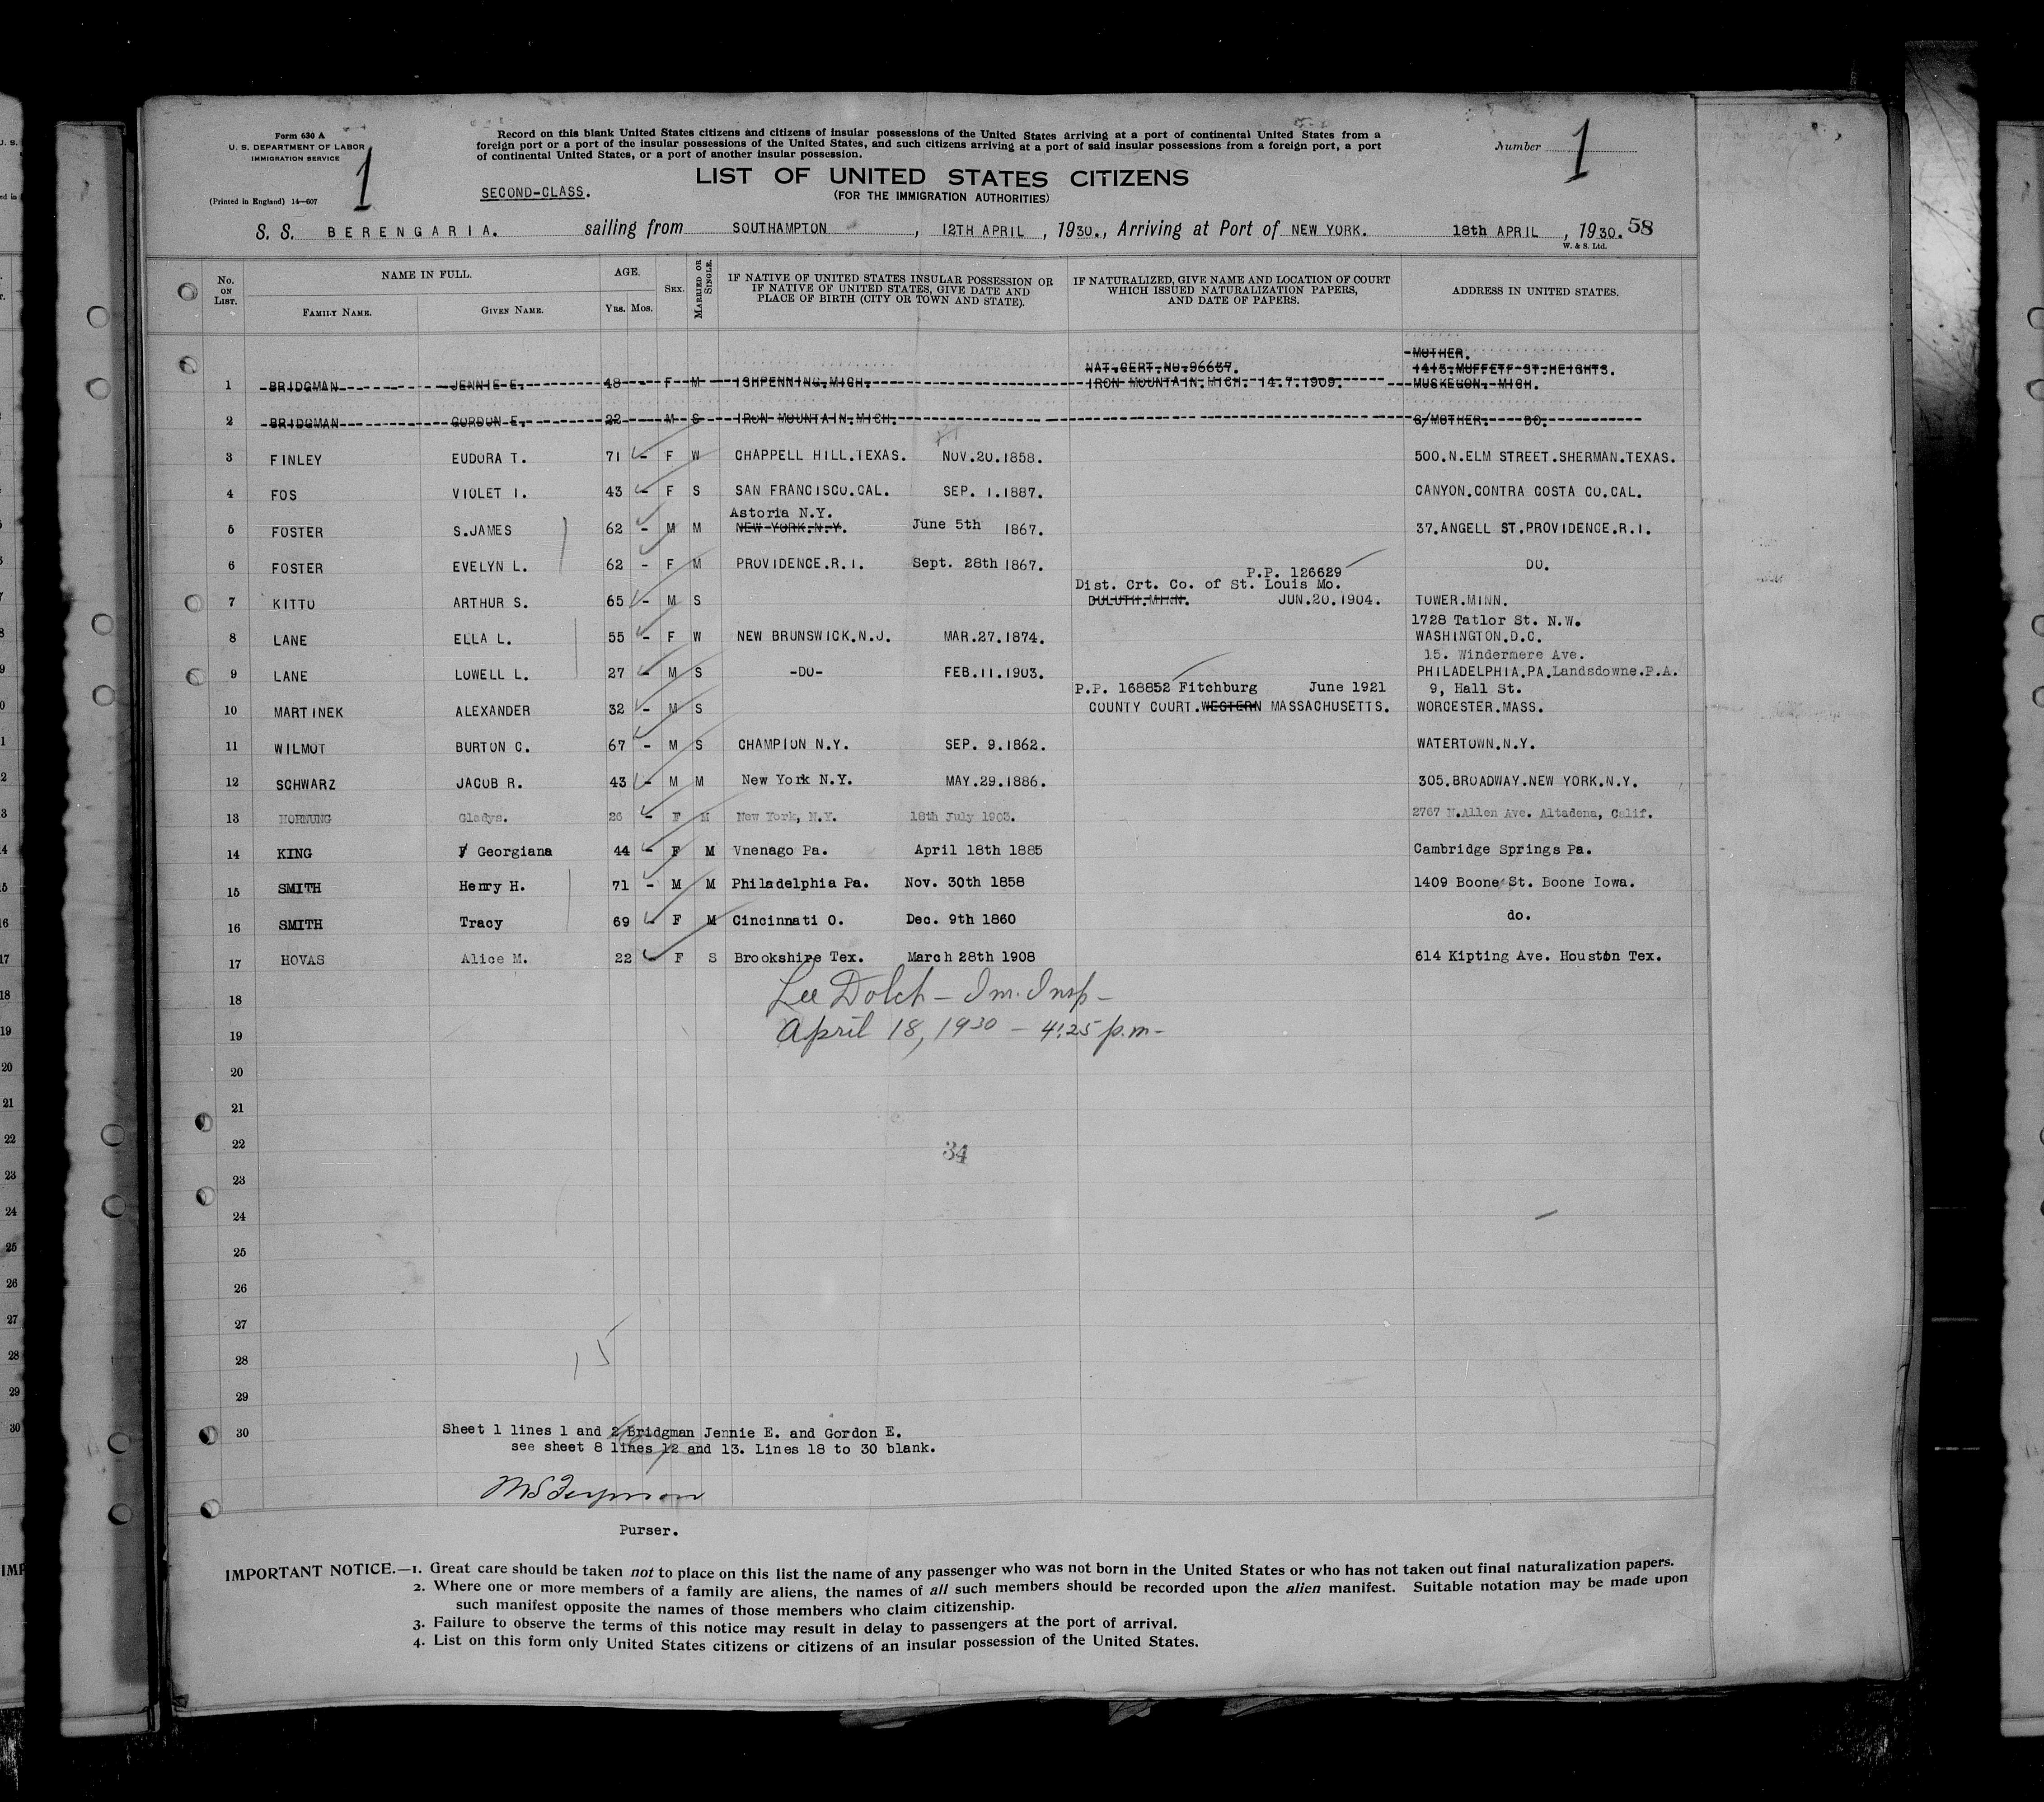 Form 630 A
U. S. DEPARTMENT OF LABOR
IMMIGRATION SERVICE
(Printed in England) 14—607
1
Record on this blank United States citizens and citizens of insular possessions of the United States arriving at a port of continental United States from a
foreign port or a port of the insular possessions of the United States, and such citizens arriving at a port of said insular possessions from a foreign port, a port
of continental United States, or a port of another insular possession.
Number 1
SECOND-CLASS.
LIST OF UNITED STATES CITIZENS
(FOR THE IMMIGRATION AUTHORITIES)
S. S. BERENGARIA. sailing from SOUTHAMPTON, 12TH APRIL, 1930., Arriving at Port of NEW YORK. 18th APRIL, 1930. 58
W. & S. Ltd.
No. ON LIST. NAME IN FULL. FAMILY NAME. GIVEN NAME. AGE. Yrs. Mos. SEX. MARRIED OR SINGLE. IF NATIVE OF UNITED STATES INSULAR POSSESSION OR IF NATIVE OF UNITED STATES, GIVE DATE AND PLACE OF BIRTH (CITY OR TOWN AND STATE). IF NATURALIZED, GIVE NAME AND LOCATION OF COURT WHICH ISSUED NATURALIZATION PAPERS, AND DATE OF PAPERS. ADDRESS IN UNITED STATES.
MOTHER.
NAT.CERT.NO.96637. 1413.MUFFETF ST.HEIGHTS.
1 BRIDGMAN JENNIE E. 48 - F M ISHPENNING.MICH. IRON MOUNTAIN.MICH. 14.7.1909. MUSKEGON. MICH.
2 BRIDGMAN GORDON E. 22 M S IRON MOUNTAIN.MICH. G/MOTHER. DO.
3 FINLEY EUDORA T. 71 - F W CHAPPELL HILL.TEXAS. NOV.20.1858. 500.N.ELM STREET.SHERMAN.TEXAS.
4 FOS VIOLET I. 43 - F S SAN FRANCISCO.CAL. SEP. 1.1887. CANYON.CONTRA COSTA CO.CAL.
Astoria N.Y.
5 FOSTER S.JAMES 62 - M M NEW YORK.N.Y. June 5th 1867. 37.ANGELL ST.PROVIDENCE.R.I.
6 FOSTER EVELYN L. 62 - F M PROVIDENCE.R.I. Sept. 28th 1867. DO.
P.P. 126629
Dist. Crt. Co. of St. Louis Mo.
7 KITTO ARTHUR S. 65 - M S DULUTH.MINN. JUN.20.1904. TOWER.MINN.
1728 Tatlor St. N.W.
8 LANE ELLA L. 55 - F W NEW BRUNSWICK.N.J. MAR.27.1874. WASHINGTON.D.C.
15. Windermere Ave.
9 LANE LOWELL L. 27 - M S -DO- FEB.11.1903. PHILADELPHIA.PA.Landsdowne.P.A.
P.P. 168852 Fitchburg June 1921 9, Hall St.
10 MARTINEK ALEXANDER 32 - M S COUNTY COURT.WESTERN MASSACHUSETTS. WORCESTER.MASS.
11 WILMOT BURTON C. 67 - M S CHAMPION N.Y. SEP. 9.1862. WATERTOWN.N.Y.
12 SCHWARZ JACOB R. 43 - M M New York N.Y. MAY.29.1886. 305.BROADWAY.NEW YORK.N.Y.
13 HORNUNG Gladys. 26 - F M New York, N.Y. 18th July 1903. 2767 N.Allen Ave. Altadena, Calif.
14 KING Georgiana 44 - F M Vnenago Pa. April 18th 1885 Cambridge Springs Pa.
15 SMITH Henry H. 71 - M M Philadelphia Pa. Nov. 30th 1858 1409 Boone St. Boone Iowa.
16 SMITH Tracy 69 - F M Cincinnati O. Dec. 9th 1860 do.
17 HOVAS Alice M. 22 - F S Brookshire Tex. March 28th 1908 614 Kipting Ave. Houston Tex.
18 Lee Dolch - Im. Insp -
19 April 18, 1930 - 4:25 p.m -
20
21
22 34
23
24
25
26
27
28 15
29
30 Sheet 1 lines 1 and 2 Bridgman Jennie E. and Gordon E.
see sheet 8 lines 12 and 13. Lines 18 to 30 blank.
Purser.
IMPORTANT NOTICE.—1. Great care should be taken not to place on this list the name of any passenger who was not born in the United States or who has not taken out final naturalization papers.
2. Where one or more members of a family are aliens, the names of all such members should be recorded upon the alien manifest. Suitable notation may be made upon
such manifest opposite the names of those members who claim citizenship.
3. Failure to observe the terms of this notice may result in delay to passengers at the port of arrival.
4. List on this form only United States citizens or citizens of an insular possession of the United States.